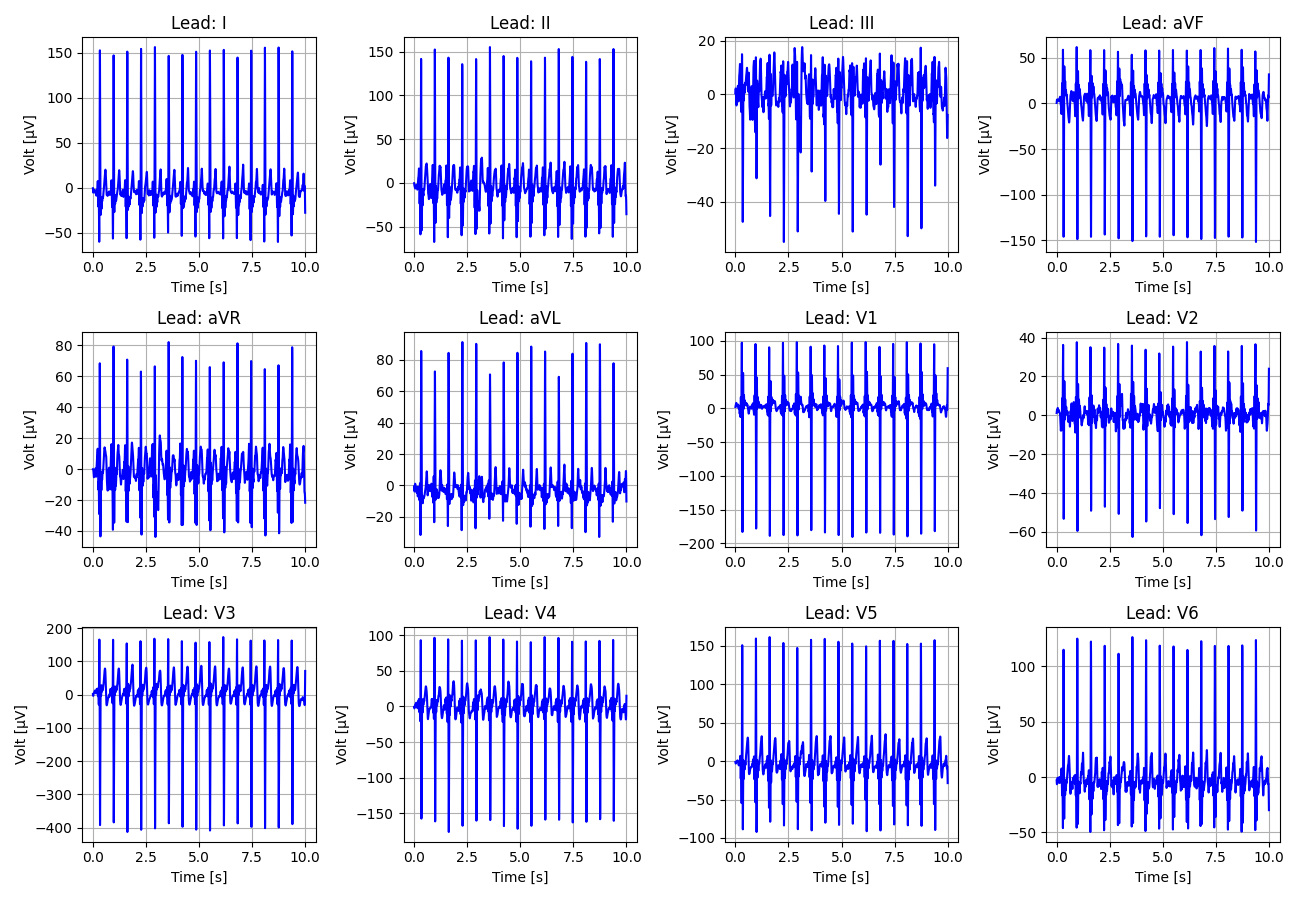 Lead: I Lead: II Lead: III Lead: aVF
Volt [µV] 150 100 50 0 −50
Volt [µV] 150 100 50 0 −50
Volt [µV] 20 0 −20 −40
Volt [µV] 50 0 −50 −100 −150
0.0 2.5 5.0 7.5 10.0 0.0 2.5 5.0 7.5 10.0 0.0 2.5 5.0 7.5 10.0 0.0 2.5 5.0 7.5 10.0
Time [s] Time [s] Time [s] Time [s]
Lead: aVR Lead: aVL Lead: V1 Lead: V2
Volt [µV] 80 60 40 20 0 −20 −40
Volt [µV] 80 60 40 20 0 −20
Volt [µV] 100 50 0 −50 −100 −150 −200
Volt [µV] 40 20 0 −20 −40 −60
0.0 2.5 5.0 7.5 10.0 0.0 2.5 5.0 7.5 10.0 0.0 2.5 5.0 7.5 10.0 0.0 2.5 5.0 7.5 10.0
Time [s] Time [s] Time [s] Time [s]
Lead: V3 Lead: V4 Lead: V5 Lead: V6
Volt [µV] 200 100 0 −100 −200 −300 −400
Volt [µV] 100 50 0 −50 −100 −150
Volt [µV] 150 100 50 0 −50 −100
Volt [µV] 100 50 0 −50
0.0 2.5 5.0 7.5 10.0 0.0 2.5 5.0 7.5 10.0 0.0 2.5 5.0 7.5 10.0 0.0 2.5 5.0 7.5 10.0
Time [s] Time [s] Time [s] Time [s]